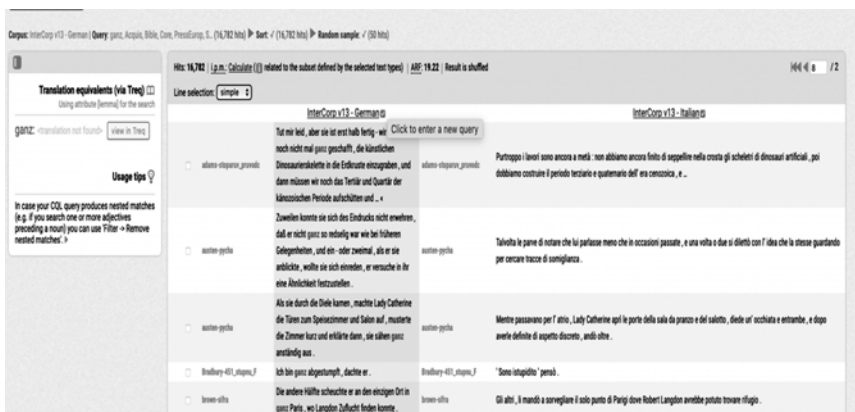 Corpus: InterCorp v13 - German | Query: ganz, Acquis, Bible, Core, PressEurop, S.. (16,782 hits) ▶ Sort: √ (16,782 hits) ▶ Random sample: √ (50 hits)
Translation equivalents (via Treq)
Using attribute [lemma] for the search
ganz: <translation not found> view in Treq
Usage tips
In case your CQL query produces nested matches
(e.g. if you search one or more adjectives
preceding a noun) you can use 'Filter -> Remove
nested matches'. >
Hits: 16,782 | i.p.m.: Calculate related to the subset defined by the selected text types) | ARF: 19.22 | Result is shuffled
8 / 2
Line selection: simple
InterCorp v13 - German
InterCorp v13 - Italian
Click to enter a new query
Tut mir leid , aber sie ist erst halb fertig - wir
noch nicht mal ganz geschafft , die künstlichen
Dinosaurierskelette in die Erdkruste einzugraben , und
dann müssen wir noch das Tertiär und Quartär der
känozoischen Periode aufschütten und ... «
adams-stoparuv_pruvodc
adams-stoparuv_pruvodc
Purtroppo i lavori sono ancora a metà : non abbiamo ancora finito di seppellire nella crosta gli scheletri di dinosauri artificiali , poi
dobbiamo costruire il periodo terziario e quaternario dell' era cenozoica , e ...
Zuweilen konnte sie sich des Eindrucks nicht erwehren ,
daß er nicht ganz so redselig war wie bei früheren
Gelegenheiten , und ein - oder zweimal , als er sie
anblickte , wollte sie sich einreden , er versuche in ihr
eine Ähnlichkeit festzustellen .
austen-pycha
austen-pycha
Talvolta le parve di notare che lui parlasse meno che in occasioni passate , e una volta o due si dilettò con l' idea che la stesse guardando
per cercare tracce di somiglianza .
Als sie durch die Diele kamen , machte Lady Catherine
die Türen zum Speisezimmer und Salon auf , musterte
die Zimmer kurz und erklärte dann , sie sähen ganz
anständig aus .
austen-pycha
austen-pycha
Mentre passavano per l' atrio , Lady Catherine aprì le porte della sala da pranzo e del salotto , diede un' occhiata e entrambe , e dopo
averle definite di aspetto discreto , andò oltre .
Bradbury-451_stupnu_F
Ich bin ganz abgestumpft , dachte er .
Bradbury-451_stupnu_F
' Sono istupidito ' pensò .
brown-sifra
Die andere Hälfte scheuchte er an den einzigen Ort in
ganz Paris , wo Langdon Zuflucht finden konnte .
brown-sifra
Gli altri , li mandò a sorvegliare il solo punto di Parigi dove Robert Langdon avrebbe potuto trovare rifugio .